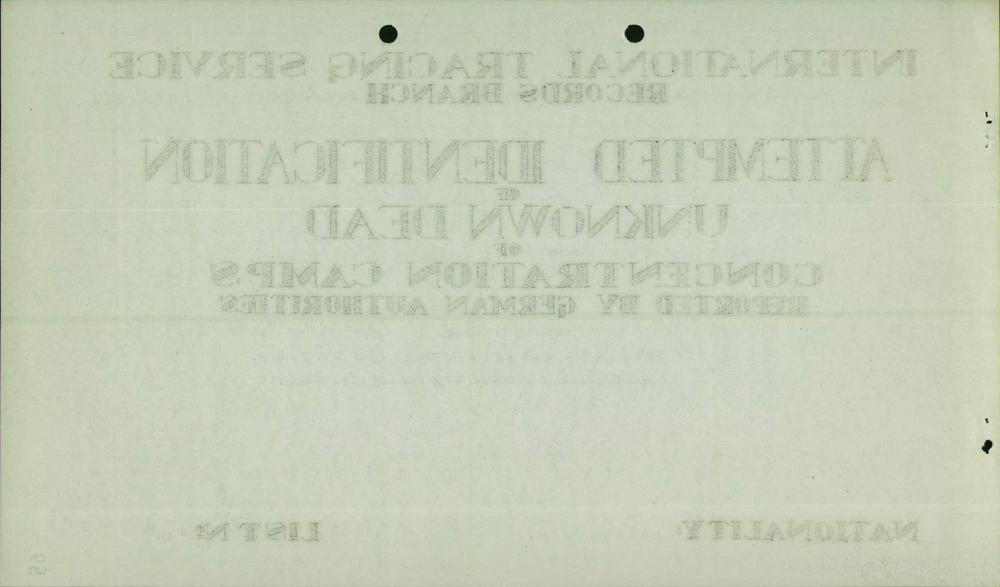 INTERNATIONAL TRACING SERVICE
RECORDS BRANCH
ATTEMPTED IDENTIFICATION
OF
UNKNOWN DEAD
OF
CONCENTRATION CAMPS
REPORTED BY GERMAN AUTHORITIES
NATIONALITY: LIST Nº